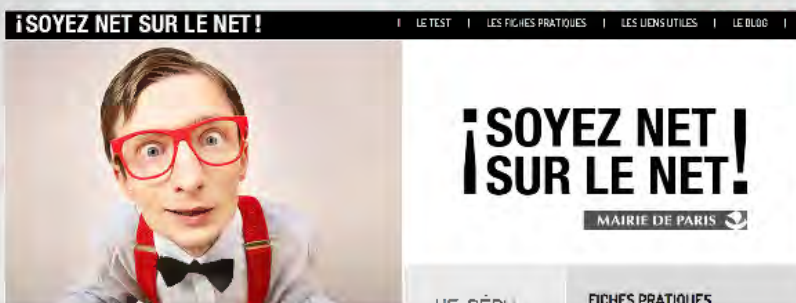 ¡SOYEZ NET SUR LE NET!
| LE TEST | LES FICHES PRATIQUES | LES LIENS UTILES | LE BLOG |
¡SOYEZ NET
SUR LE NET!
MAIRIE DE PARIS
FICHES PRATIQUES